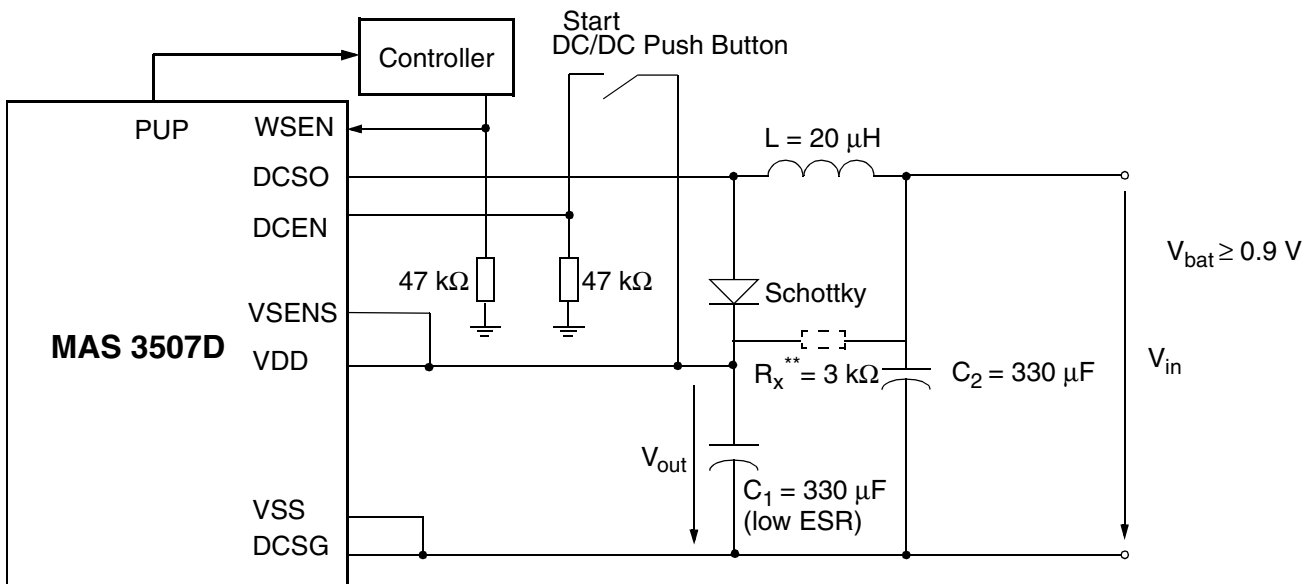 Start
DC/DC Push Button
Controller
PUP
WSEN
L = 20 μH
DCSO
DCEN
V_bat ≥ 0.9 V
47 kΩ
47 kΩ
Schottky
VSENS
MAS 3507D
VDD
R_x** = 3 kΩ
C_2 = 330 μF
V_in
V_out
C_1 = 330 μF
(low ESR)
VSS
DCSG